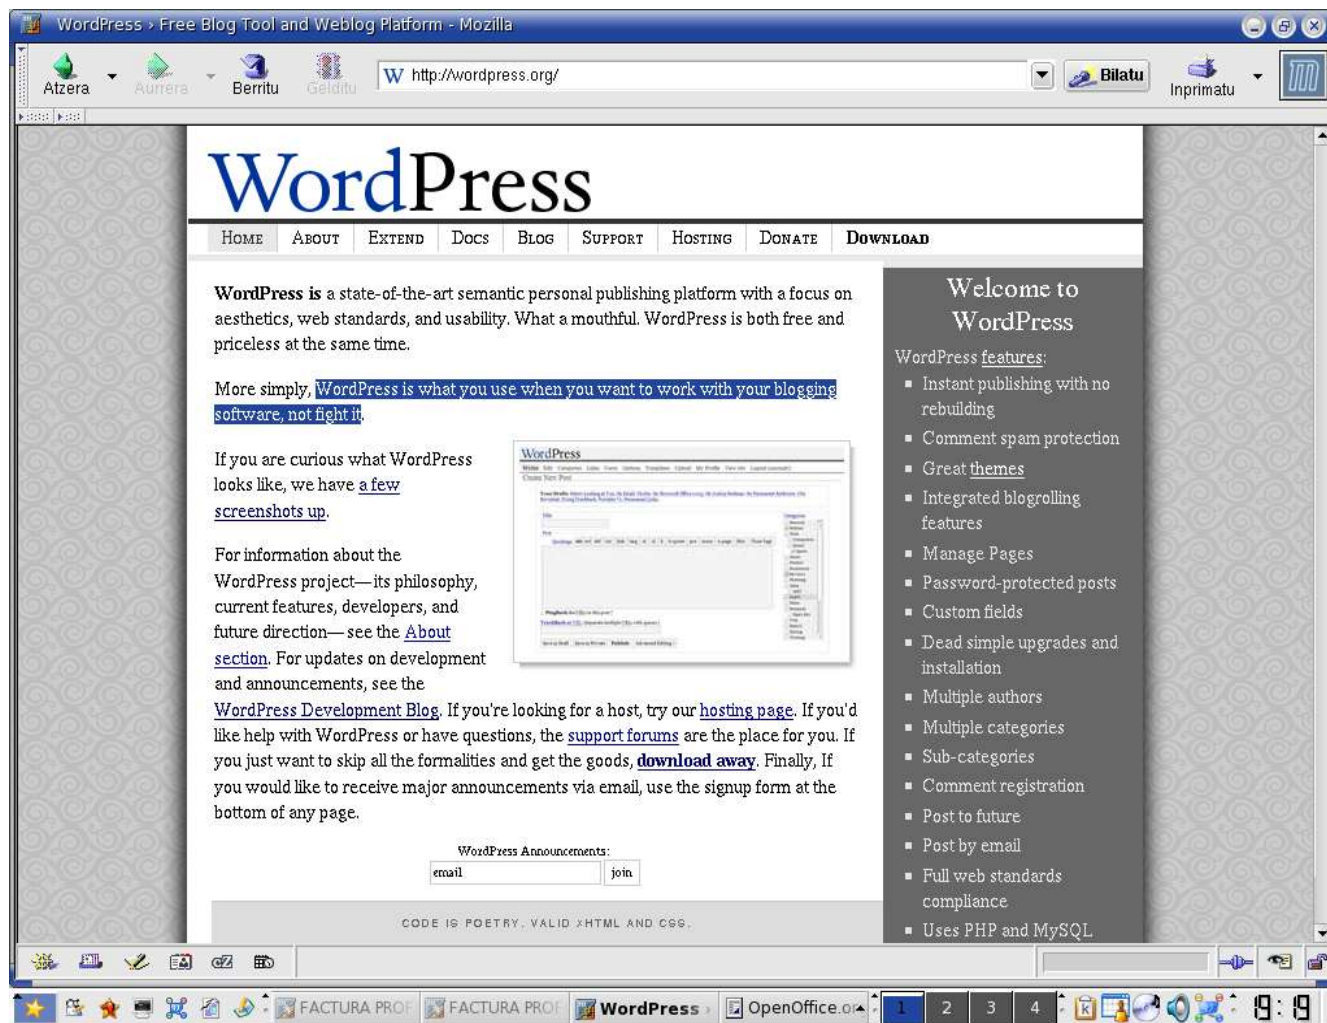 WordPress › Free Blog Tool and Weblog Platform - Mozilla
Atzera
Aurrera
Berritu
Gelditu
W http://wordpress.org/
Bilatu
Inprimatu
WordPress
HOME ABOUT EXTEND DOCS BLOG SUPPORT HOSTING DONATE DOWNLOAD
WordPress is a state-of-the-art semantic personal publishing platform with a focus on
aesthetics, web standards, and usability. What a mouthful. WordPress is both free and
priceless at the same time.
More simply, WordPress is what you use when you want to work with your blogging
software, not fight it.
If you are curious what WordPress
looks like, we have a few
screenshots up.
WordPress
Create New Post
For information about the
WordPress project—its philosophy,
current features, developers, and
future direction—see the About
section. For updates on development
and announcements, see the
WordPress Development Blog. If you're looking for a host, try our hosting page. If you'd
like help with WordPress or have questions, the support forums are the place for you. If
you just want to skip all the formalities and get the goods, download away. Finally, If
you would like to receive major announcements via email, use the signup form at the
bottom of any page.
WordPress Announcements:
email join
CODE IS POETRY. VALID XHTML AND CSS.
Welcome to
WordPress
WordPress features:
Instant publishing with no
rebuilding
Comment spam protection
Great themes
Integrated blogrolling
features
Manage Pages
Password-protected posts
Custom fields
Dead simple upgrades and
installation
Multiple authors
Multiple categories
Sub-categories
Comment registration
Post to future
Post by email
Full web standards
compliance
Uses PHP and MySQL
FACTURA PROF FACTURA PROF WordPress › OpenOffice.or 1 2 3 4 19:19